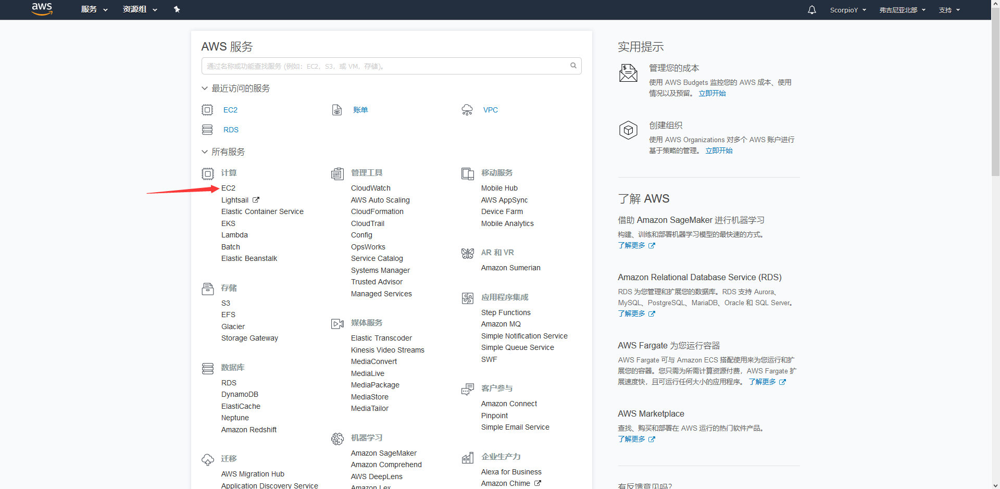 aws
服务
资源组
ScorpioY
弗吉尼亚北部
支持
AWS 服务
通过名称或功能查找服务 (例如：EC2，S3，或 VM，存储)。
最近访问的服务
EC2
账单
VPC
RDS
所有服务
计算
EC2
Lightsail
Elastic Container Service
EKS
Lambda
Batch
Elastic Beanstalk
存储
S3
EFS
Glacier
Storage Gateway
数据库
RDS
DynamoDB
ElastiCache
Neptune
Amazon Redshift
迁移
AWS Migration Hub
Application Discovery Service
管理工具
CloudWatch
AWS Auto Scaling
CloudFormation
CloudTrail
Config
OpsWorks
Service Catalog
Systems Manager
Trusted Advisor
Managed Services
媒体服务
Elastic Transcoder
Kinesis Video Streams
MediaConvert
MediaLive
MediaPackage
MediaStore
MediaTailor
机器学习
Amazon SageMaker
Amazon Comprehend
AWS DeepLens
Amazon Lex
移动服务
Mobile Hub
AWS AppSync
Device Farm
Mobile Analytics
AR 和 VR
Amazon Sumerian
应用程序集成
Step Functions
Amazon MQ
Simple Notification Service
Simple Queue Service
SWF
客户参与
Amazon Connect
Pinpoint
Simple Email Service
企业生产力
Alexa for Business
Amazon Chime
实用提示
管理您的成本
使用 AWS Budgets 监控您的 AWS 成本、使用
情况以及预留。 立即开始
创建组织
使用 AWS Organizations 对多个 AWS 账户进行
基于策略的管理。 立即开始
了解 AWS
借助 Amazon SageMaker 进行机器学习
构建、训练和部署机器学习模型的最快速的方式。
了解更多
Amazon Relational Database Service (RDS)
RDS 为您管理和扩展您的数据库。RDS 支持 Aurora、
MySQL、PostgreSQL、MariaDB、Oracle 和 SQL Server。
了解更多
AWS Fargate 为您运行容器
AWS Fargate 可与 Amazon ECS 搭配使用来为您运行和扩
展您的容器。您只需为所需计算资源付费，AWS Fargate 扩
展速度快，且可运行任何大小的应用程序。 了解更多
AWS Marketplace
查找、购买和部署在 AWS 运行的热门软件产品。
了解更多
有反馈意见吗?